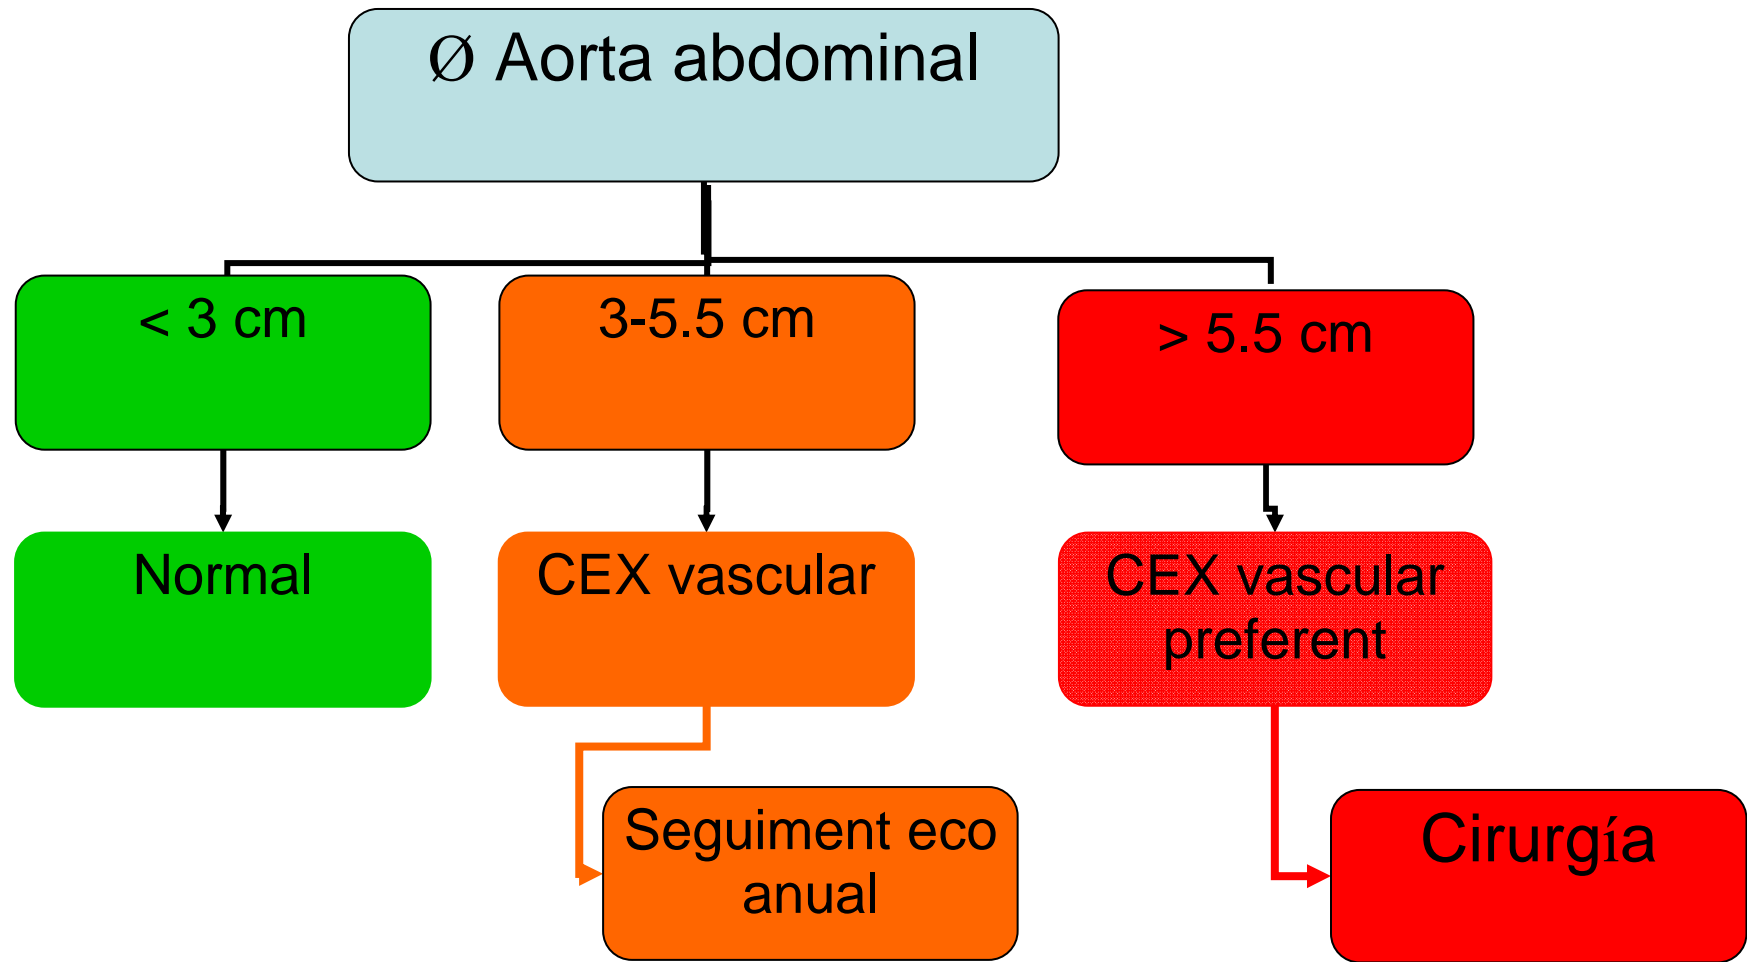 Ø Aorta abdominal
< 3 cm
3-5.5 cm
> 5.5 cm
Normal
CEX vascular
CEX vascular
preferent
Seguiment eco
anual
Cirurgía